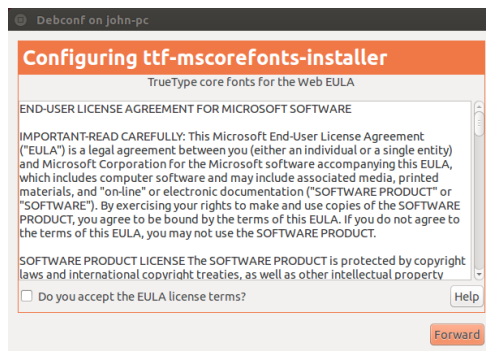 Debconf on john-pc
Configuring ttf-mscorefonts-installer
TrueType core fonts for the Web EULA
END-USER LICENSE AGREEMENT FOR MICROSOFT SOFTWARE
IMPORTANT-READ CAREFULLY: This Microsoft End-User License Agreement
("EULA") is a legal agreement between you (either an individual or a single entity)
and Microsoft Corporation for the Microsoft software accompanying this EULA,
which includes computer software and may include associated media, printed
materials, and "on-line" or electronic documentation ("SOFTWARE PRODUCT" or
"SOFTWARE"). By exercising your rights to make and use copies of the SOFTWARE
PRODUCT, you agree to be bound by the terms of this EULA. If you do not agree to
the terms of this EULA, you may not use the SOFTWARE PRODUCT.
SOFTWARE PRODUCT LICENSE The SOFTWARE PRODUCT is protected by copyright
laws and international copyright treaties, as well as other intellectual property
Do you accept the EULA license terms?
Help
Forward